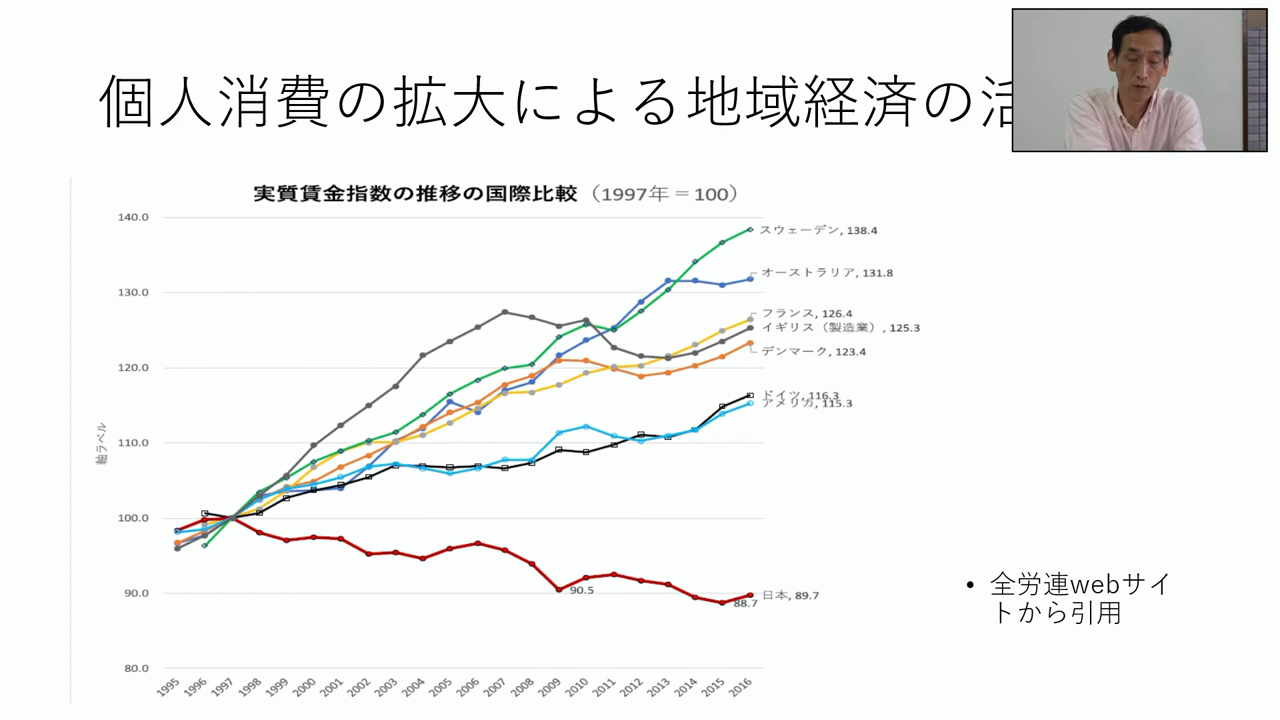 個人消費の拡大による地域経済の活
実質賃金指数の推移の国際比較（1997年＝100）
140.0
130.0
120.0
110.0
100.0
90.0
80.0
軸ラベル
スウェーデン, 138.4
オーストラリア, 131.8
フランス, 126.4
イギリス（製造業）, 125.3
デンマーク, 123.4
ドイツ, 116.3
アメリカ, 115.3
90.5
88.7
日本, 89.7
1995
1996
1997
1998
1999
2000
2001
2002
2003
2004
2005
2006
2007
2008
2009
2010
2011
2012
2013
2014
2015
2016
• 全労連webサイ
トから引用